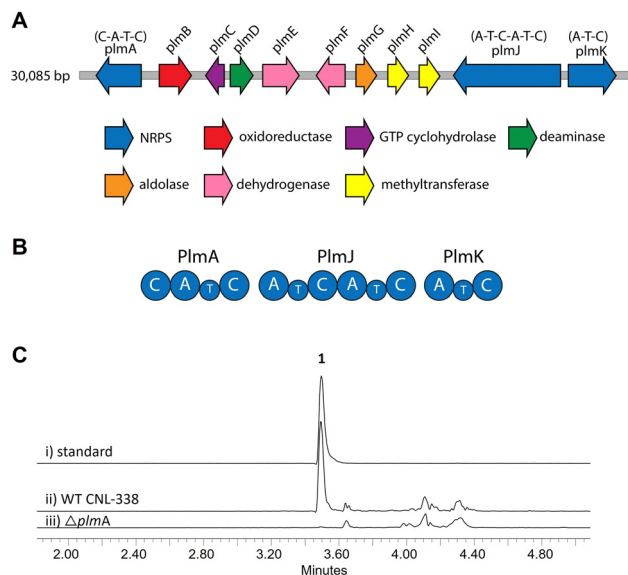 A
(C-A-T-C) (A-T-C-A-T-C) (A-T-C)
plmA plmB plmC plmD plmE plmF plmG plmH plmI plmJ plmK
30,085 bp
NRPS oxidoreductase GTP cyclohydrolase deaminase
aldolase dehydrogenase methyltransferase
B
PlmA PlmJ PlmK
C A T C A T C A T C A T C
C
1
i) standard
ii) WT CNL-338
iii) △plmA
2.00 2.40 2.80 3.20 3.60 4.00 4.40 4.80
Minutes